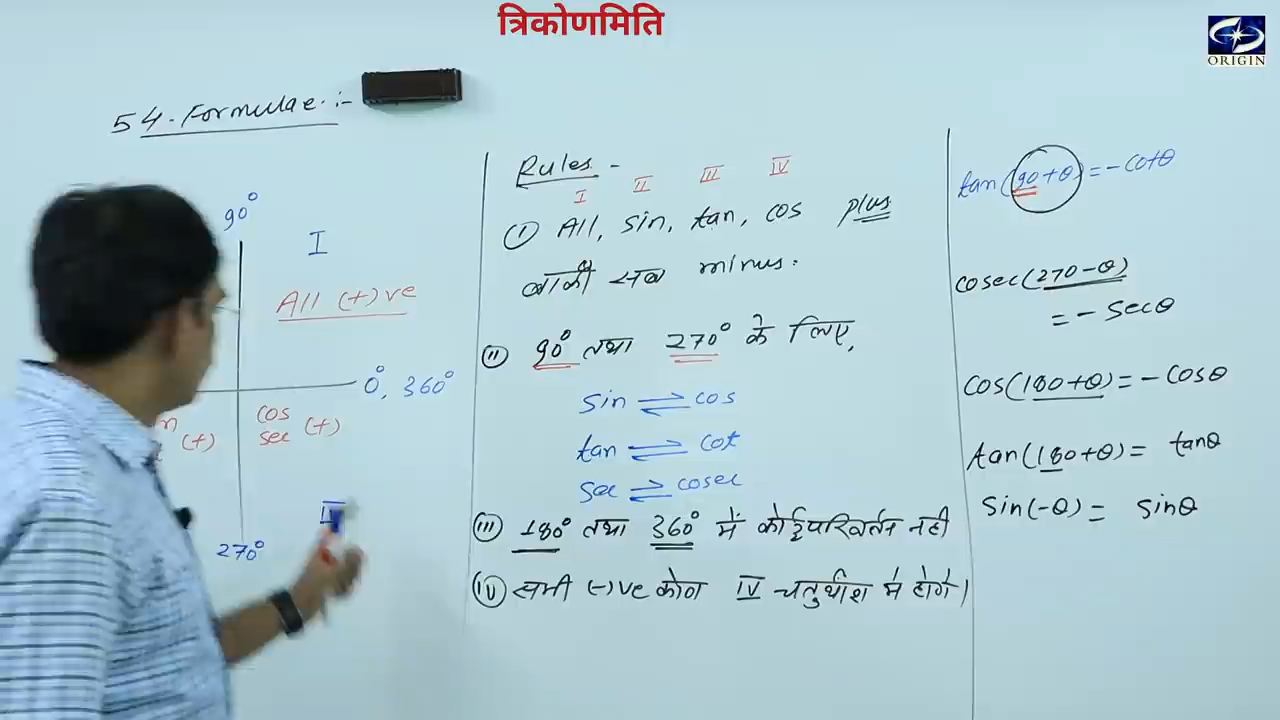 त्रिकोणमिति
ORIGIN
54. Formulae :-
90°
I
All (+)ve
0°, 360°
n (+)
cos
sec (+)
IV
270°
Rules -
I II III IV
(i) All, sin, tan, cos plus
बाकी सब minus.
(ii) 90° तथा 270° के लिए,
sin ⇌ cos
tan ⇌ cot
sec ⇌ cosec
(iii) 180° तथा 360° में कोई परिवर्तन नही
(iv) सभी (-)ve कोण IV चतुर्थांश में होंगे।
tan(90+θ) = -cotθ
cosec(270-θ)
= - secθ
cos(180+θ) = -cosθ
tan(180+θ) = tanθ
sin(-θ) = sinθ